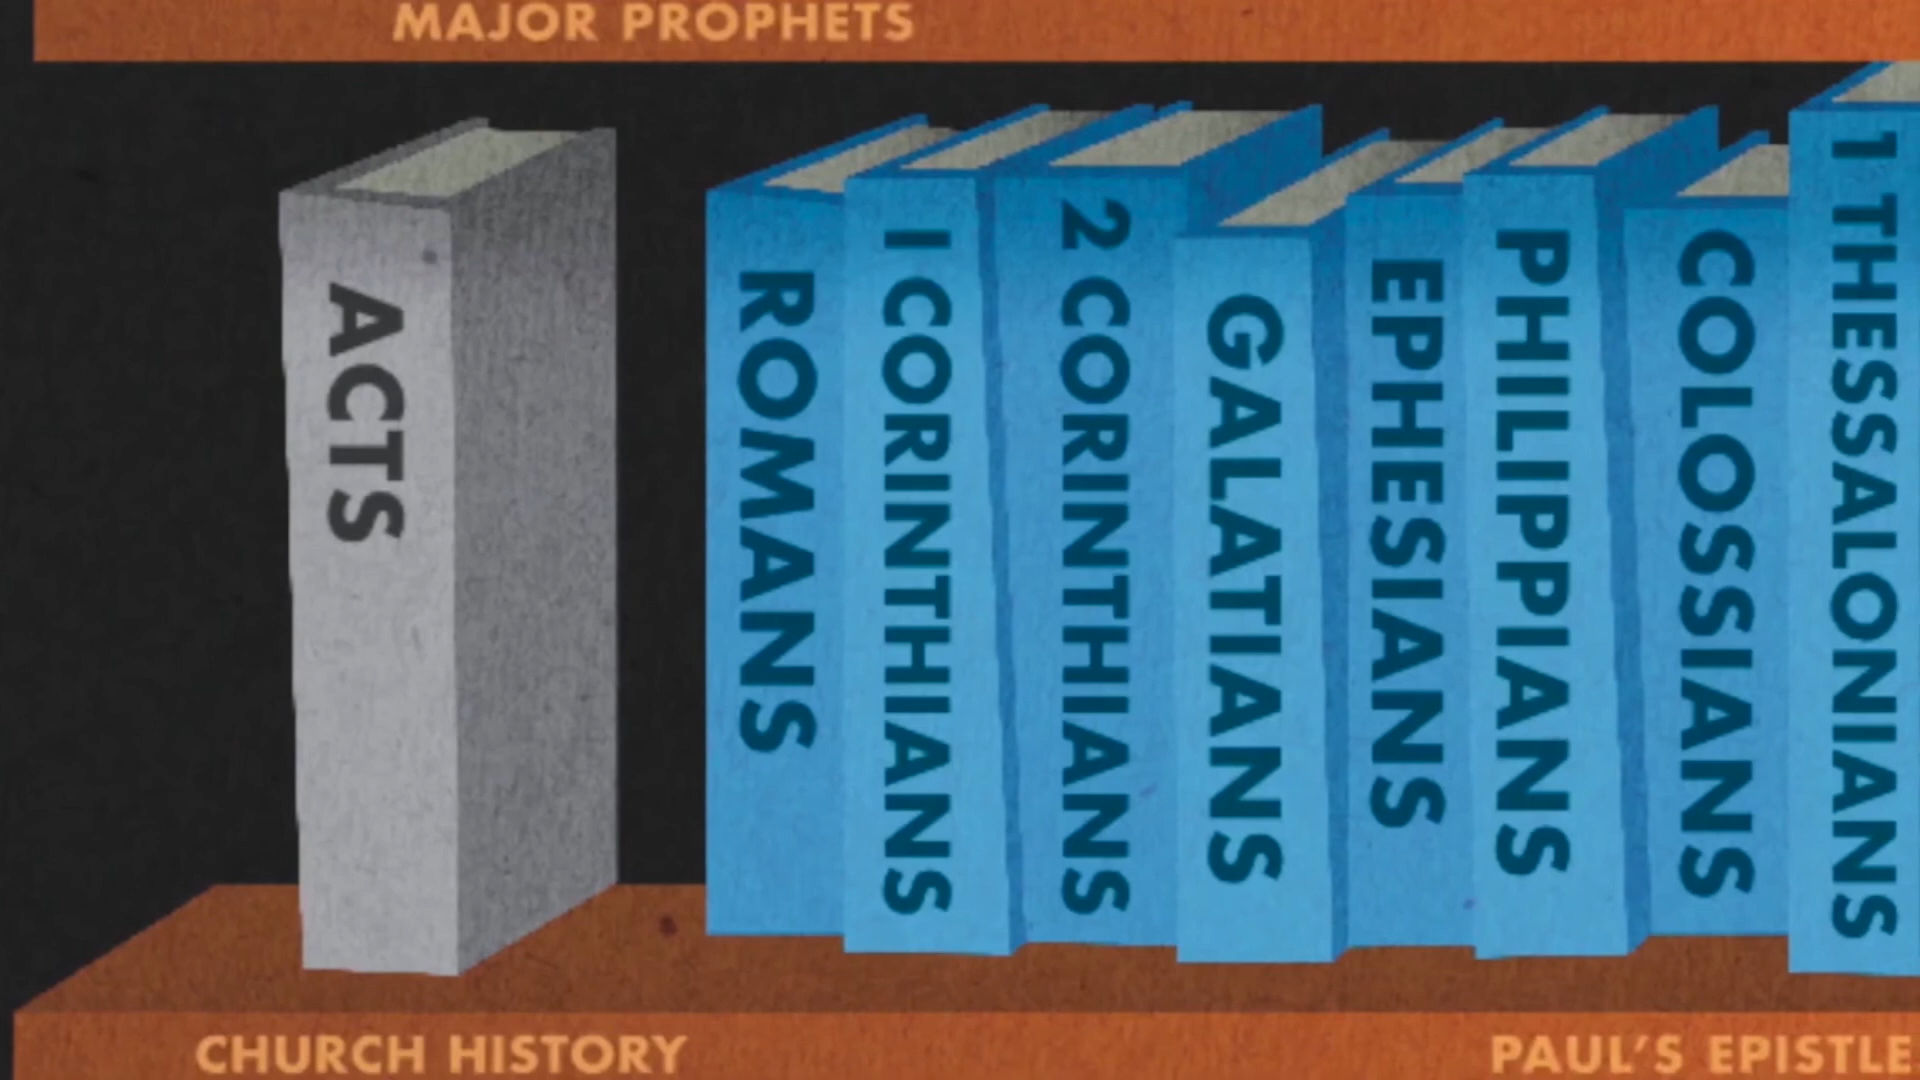 MAJOR PROPHETS
ACTS
ROMANS
1 CORINTHIANS
2 CORINTHIANS
GALATIANS
EPHESIANS
PHILIPPIANS
COLOSSIANS
1 THESSALONIANS
CHURCH HISTORY
PAUL'S EPISTLE